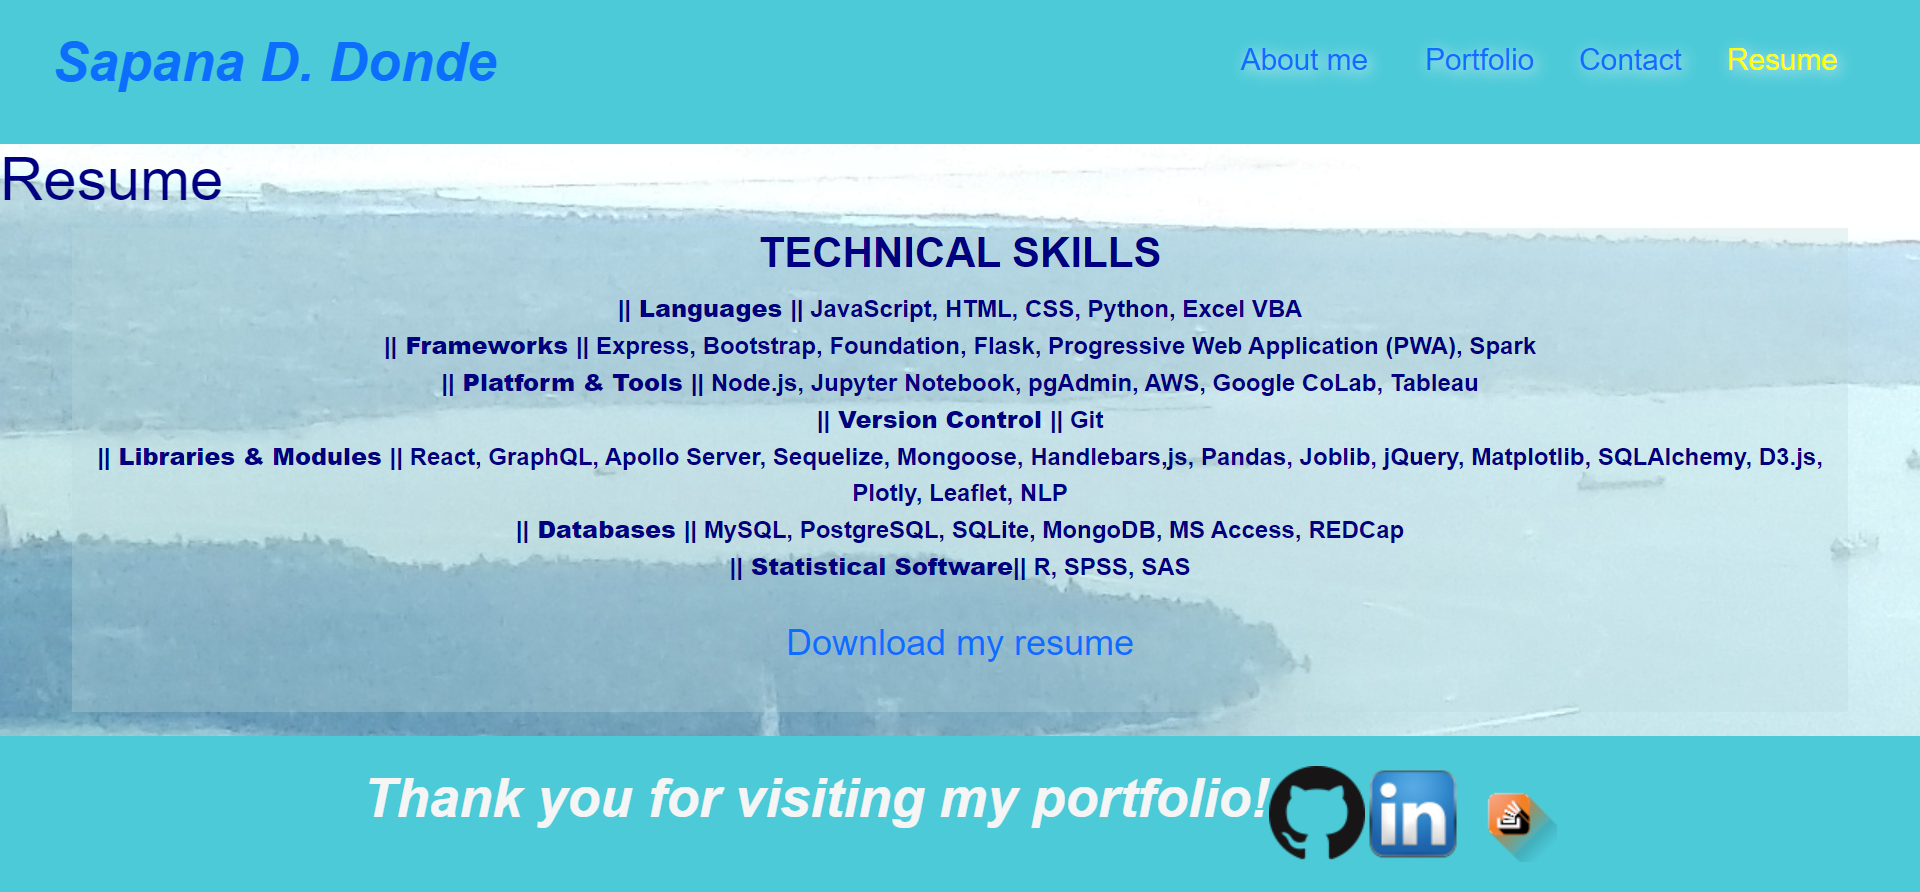 Sapana D. Donde
About me Portfolio Contact Resume
Resume
TECHNICAL SKILLS
|| Languages || JavaScript, HTML, CSS, Python, Excel VBA
|| Frameworks || Express, Bootstrap, Foundation, Flask, Progressive Web Application (PWA), Spark
|| Platform & Tools || Node.js, Jupyter Notebook, pgAdmin, AWS, Google CoLab, Tableau
|| Version Control || Git
|| Libraries & Modules || React, GraphQL, Apollo Server, Sequelize, Mongoose, Handlebars,js, Pandas, Joblib, jQuery, Matplotlib, SQLAlchemy, D3.js,
Plotly, Leaflet, NLP
|| Databases || MySQL, PostgreSQL, SQLite, MongoDB, MS Access, REDCap
|| Statistical Software|| R, SPSS, SAS
Download my resume
Thank you for visiting my portfolio!
in